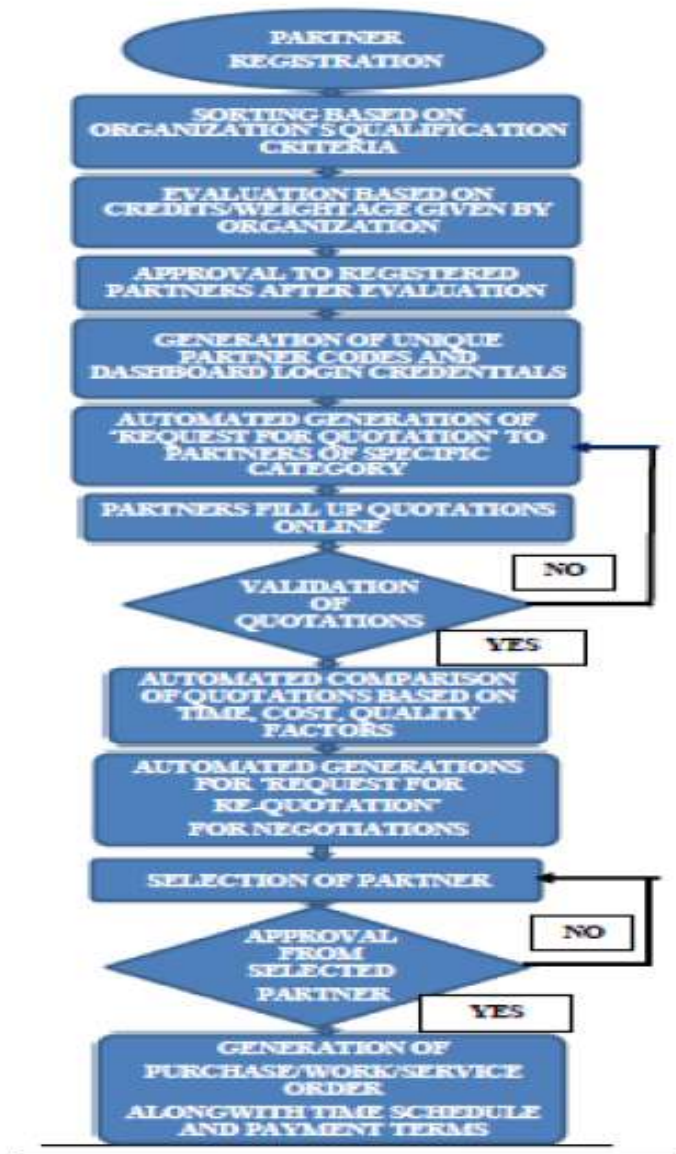 PARTNER
REGISTRATION
SORTING BASED ON
ORGANIZATION'S QUALIFICATION
CRITERIA
EVALUATION BASED ON
CREDITS/WEIGHTAGE GIVEN BY
ORGANIZATION
APPROVAL TO REGISTERED
PARTNERS AFTER EVALUATION
GENERATION OF UNIQUE
PARTNER CODES AND
DASHBOARD LOGIN CREDENTIALS
AUTOMATED GENERATION OF
"REQUEST FOR QUOTATION" TO
PARTNERS OF SPECIFIC
CATEGORY
PARTNERS FILL UP QUOTATIONS
ONLINE
NO
VALIDATION
OF
QUOTATIONS
YES
AUTOMATED COMPARISON
OF QUOTATIONS BASED ON
TIME, COST, QUALITY
FACTORS
AUTOMATED GENERATIONS
FOR "REQUEST FOR
RE-QUOTATION"
FOR NEGOTIATIONS
SELECTION OF PARTNER
NO
APPROVAL
FROM
SELECTED
PARTNER
YES
GENERATION OF
PURCHASE/WORK/SERVICE
ORDER
ALONGWITH TIME SCHEDULE
AND PAYMENT TERMS